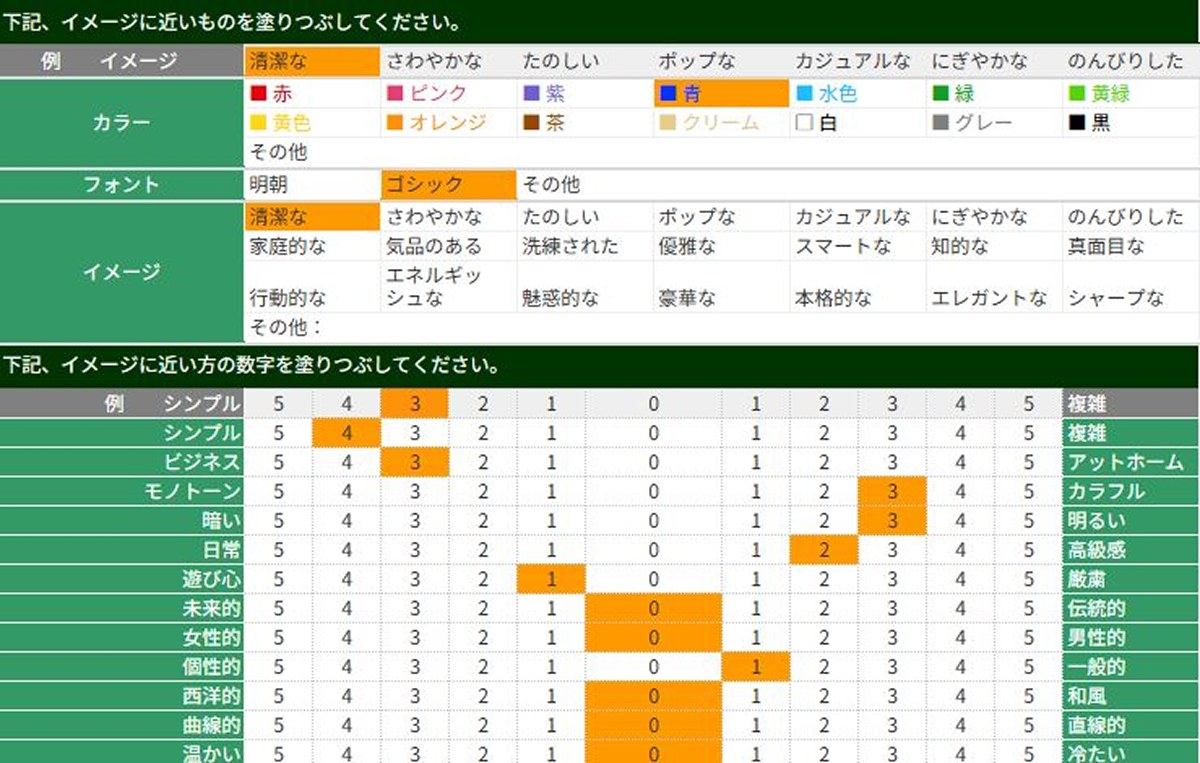 下記、イメージに近いものを塗りつぶしてください。
例 イメージ 清潔な さわやかな たのしい ポップな カジュアルな にぎやかな のんびりした
カラー
赤 ピンク 紫 青 水色 緑 黄緑
黄色 オレンジ 茶 クリーム 白 グレー 黒
その他
フォント 明朝 ゴシック その他
イメージ
清潔な さわやかな たのしい ポップな カジュアルな にぎやかな のんびりした
家庭的な 気品のある 洗練された 優雅な スマートな 知的な 真面目な
行動的な エネルギッシュな 魅惑的な 豪華な 本格的な エレガントな シャープな
その他：
下記、イメージに近い方の数字を塗りつぶしてください。
例 シンプル 5 4 3 2 1 0 1 2 3 4 5 複雑
シンプル 5 4 3 2 1 0 1 2 3 4 5 複雑
ビジネス 5 4 3 2 1 0 1 2 3 4 5 アットホーム
モノトーン 5 4 3 2 1 0 1 2 3 4 5 カラフル
暗い 5 4 3 2 1 0 1 2 3 4 5 明るい
日常 5 4 3 2 1 0 1 2 3 4 5 高級感
遊び心 5 4 3 2 1 0 1 2 3 4 5 厳粛
未来的 5 4 3 2 1 0 1 2 3 4 5 伝統的
女性的 5 4 3 2 1 0 1 2 3 4 5 男性的
個性的 5 4 3 2 1 0 1 2 3 4 5 一般的
西洋的 5 4 3 2 1 0 1 2 3 4 5 和風
曲線的 5 4 3 2 1 0 1 2 3 4 5 直線的
温かい 5 4 3 2 1 0 1 2 3 4 5 冷たい